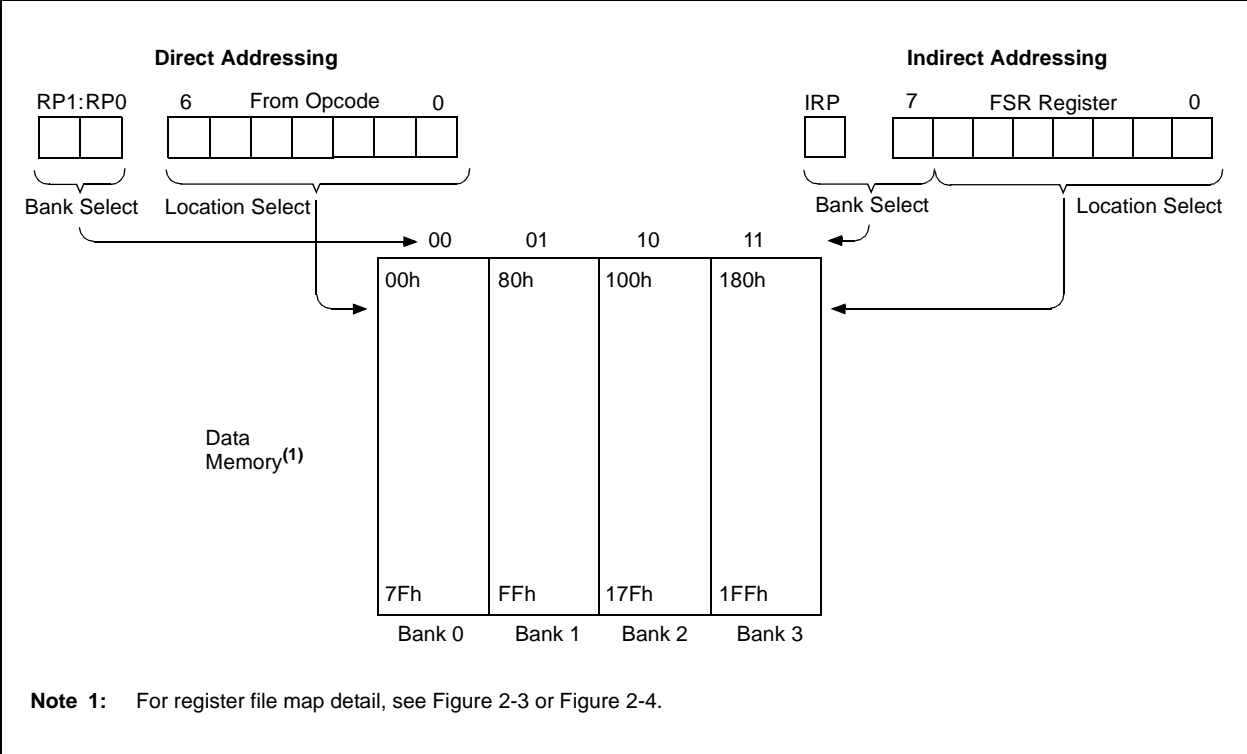 Direct Addressing
Indirect Addressing
RP1:RP0
6 From Opcode 0
IRP
7 FSR Register 0
Bank Select
Location Select
Bank Select
Location Select
00 01 10 11
00h 80h 100h 180h
Data
Memory(1)
7Fh FFh 17Fh 1FFh
Bank 0 Bank 1 Bank 2 Bank 3
Note 1: For register file map detail, see Figure 2-3 or Figure 2-4.